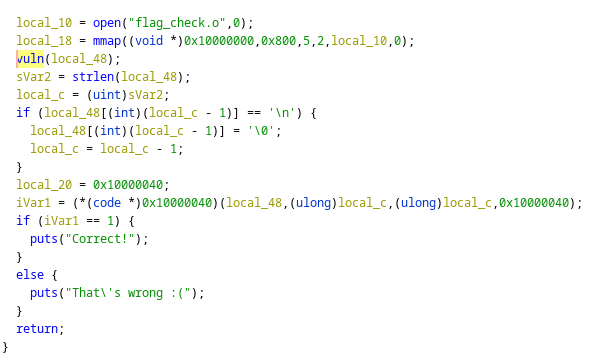 local_10 = open("flag_check.o",0);
local_18 = mmap((void *)0x10000000,0x800,5,2,local_10,0);
vuln(local_48);
sVar2 = strlen(local_48);
local_c = (uint)sVar2;
if (local_48[(int)(local_c - 1)] == '\n') {
local_48[(int)(local_c - 1)] = '\0';
local_c = local_c - 1;
}
local_20 = 0x10000040;
iVar1 = (*(code *)0x10000040)(local_48,(ulong)local_c,(ulong)local_c,0x10000040);
if (iVar1 == 1) {
puts("Correct!");
}
else {
puts("That\'s wrong :(");
}
return;
}